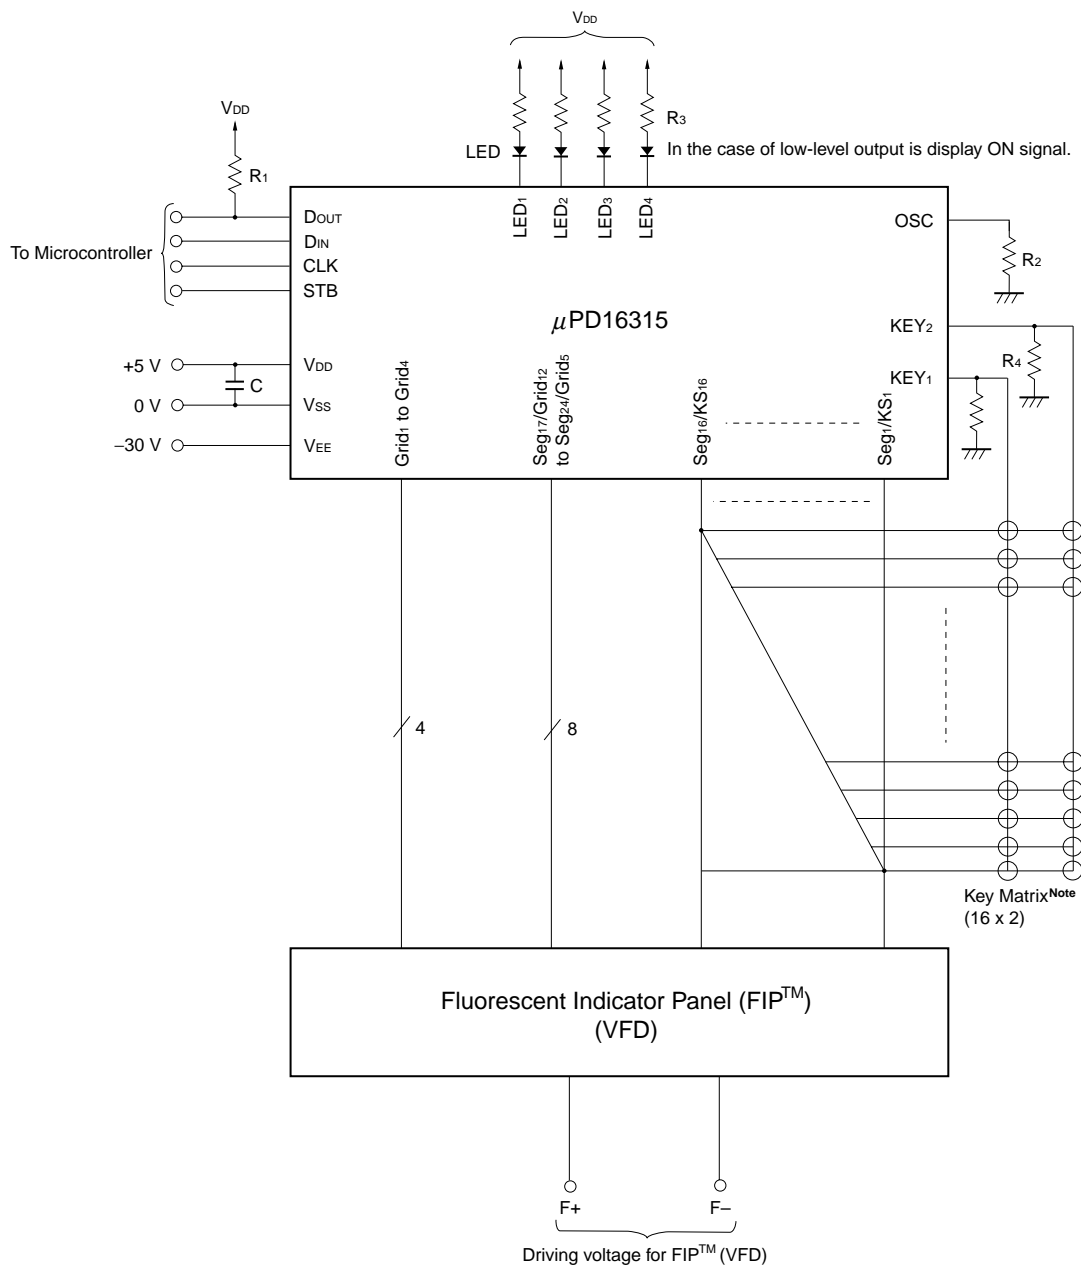 VDD
VDD
R3
LED
In the case of low-level output is display ON signal.
R1
LED1
LED2
LED3
LED4
To Microcontroller
DOUT
DIN
CLK
STB
OSC
R2
μPD16315
KEY2
R4
KEY1
+5 V
C
VDD
0 V
VSS
–30 V
VEE
Grid1 to Grid4
Seg17/Grid12
to Seg24/Grid5
Seg16/KS16
Seg1/KS1
4
8
Key MatrixNote
(16 x 2)
Fluorescent Indicator Panel (FIPTM)
(VFD)
F+
F–
Driving voltage for FIPTM (VFD)